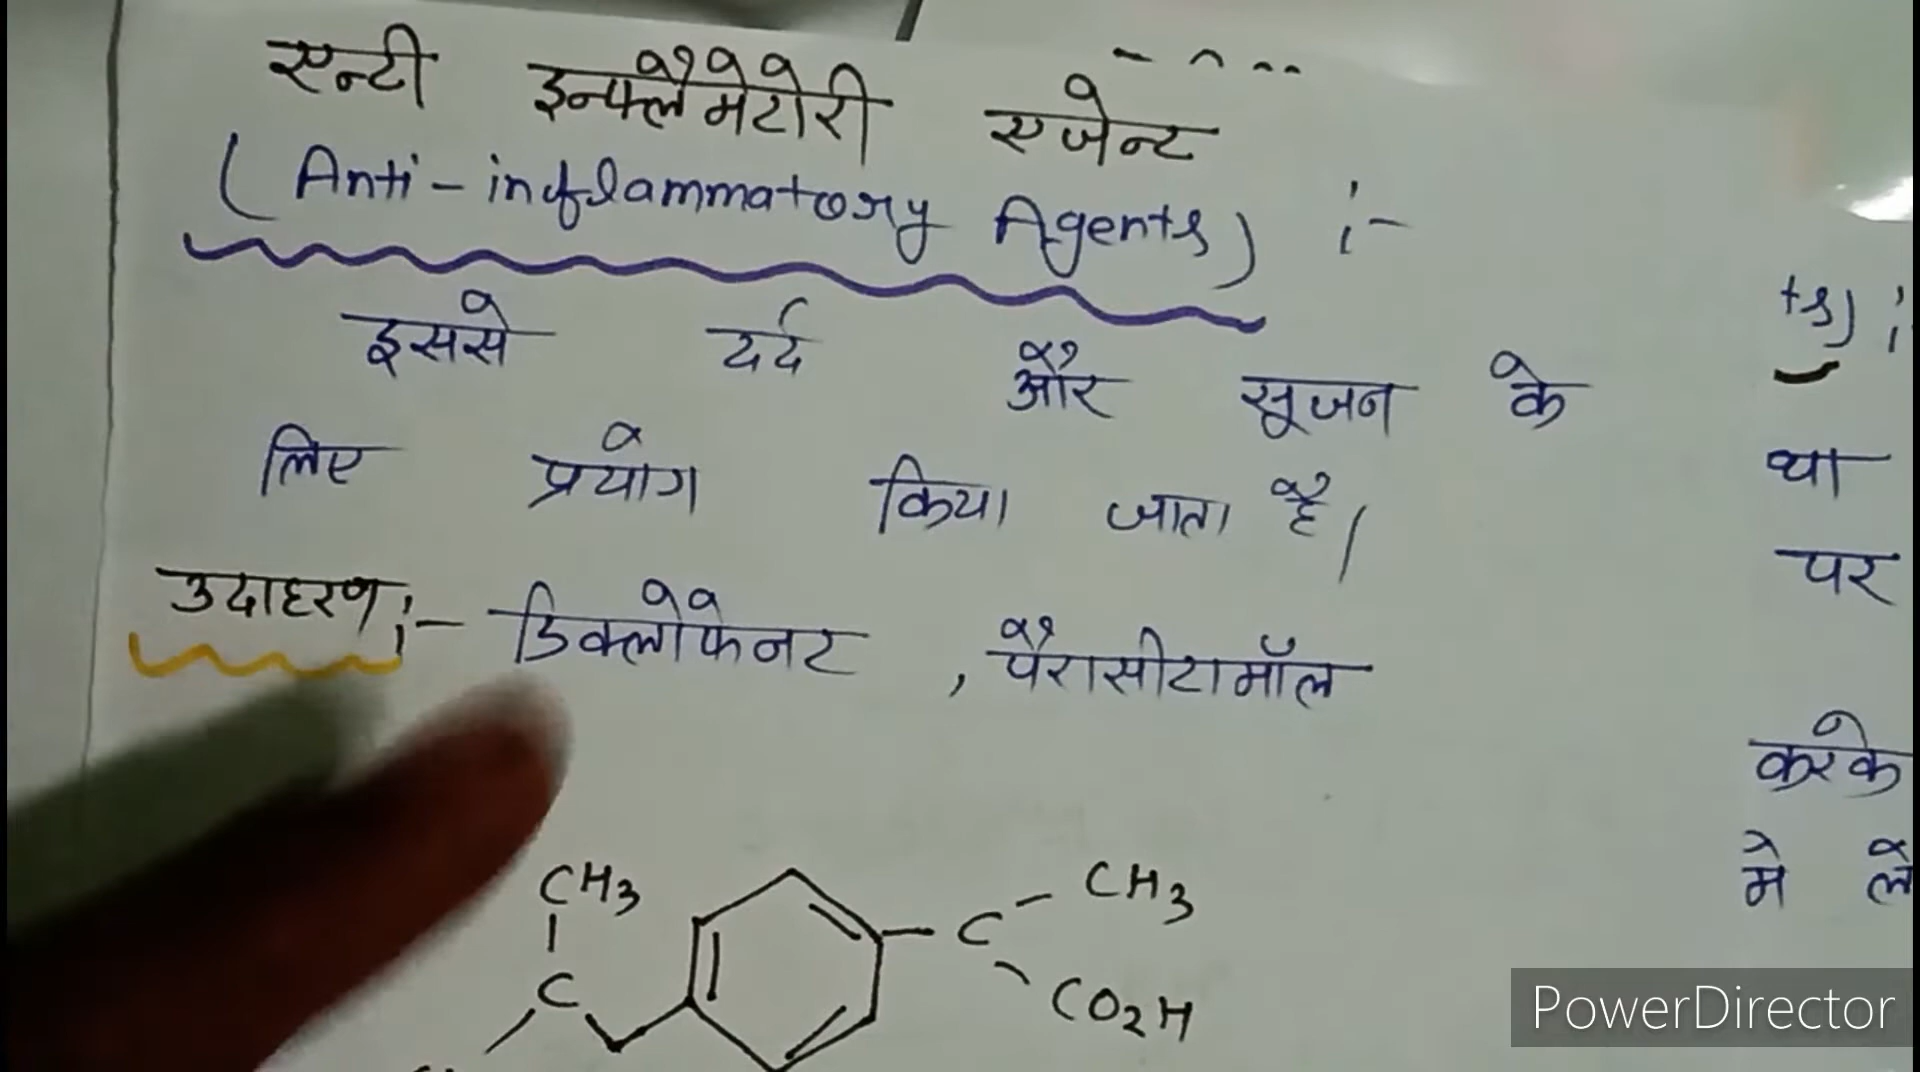 एन्टी इन्फ्लैमेटोरी एजेन्ट
(Anti-inflammatory Agents) :-
इससे दर्द और सूजन के
लिए प्रयोग किया जाता है।
उदाहरण:- डिक्लोफेनट, पैरासीटामॉल
CH3
C
C
CH3
CO2H
ts) :
था
पर
करके
मे ले
PowerDirector